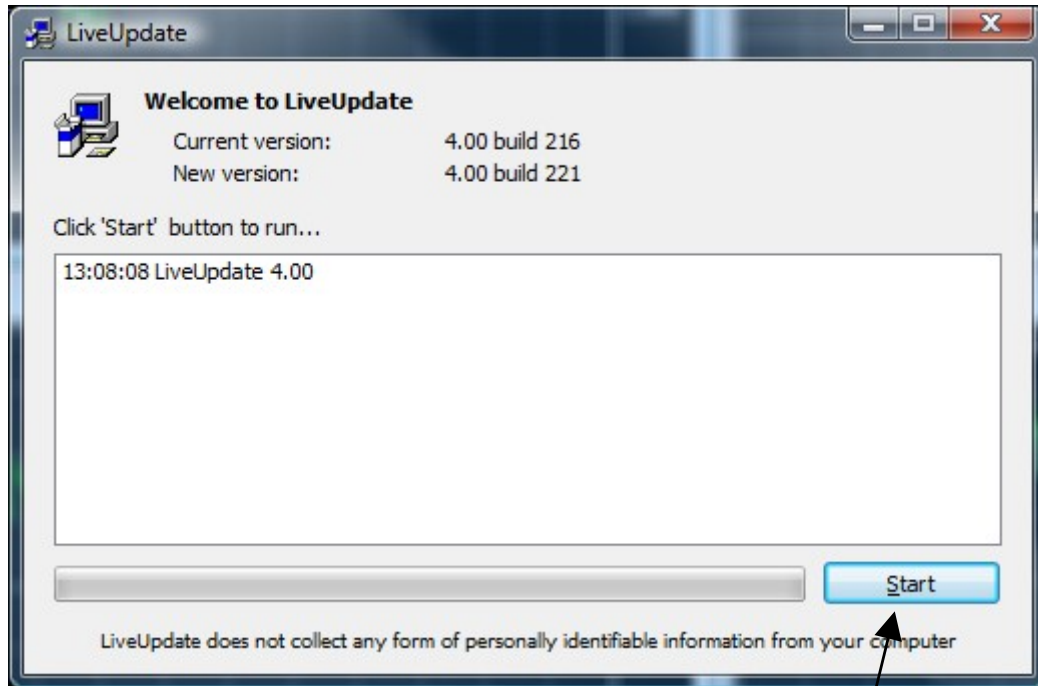 LiveUpdate
Welcome to LiveUpdate
Current version: 4.00 build 216
New version: 4.00 build 221
Click 'Start' button to run...
13:08:08 LiveUpdate 4.00
Start
LiveUpdate does not collect any form of personally identifiable information from your computer